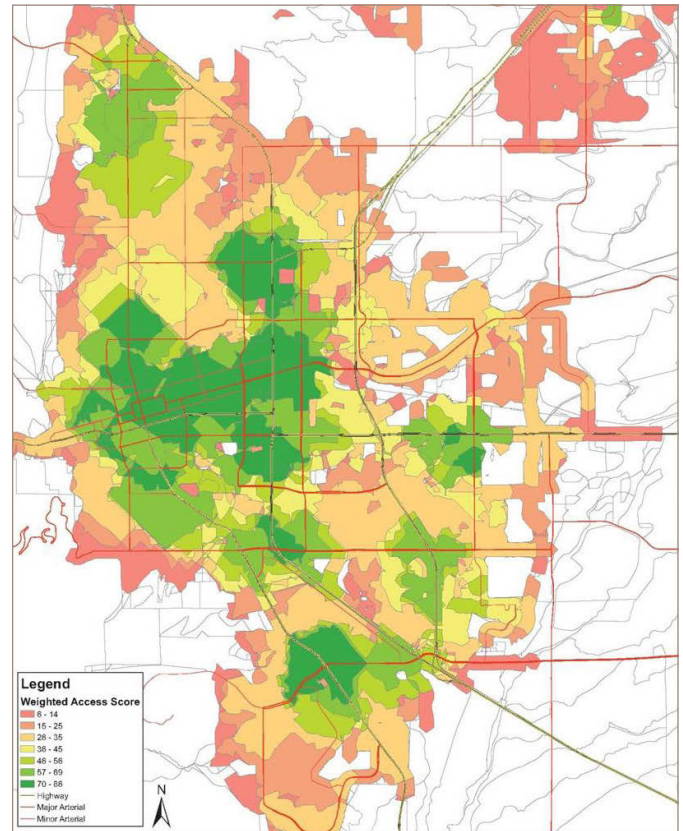 Legend
Weighted Access Score
6 - 14
15 - 25
26 - 35
36 - 45
46 - 56
57 - 69
70 - 86
Highway
Major Arterial
Minor Arterial
N